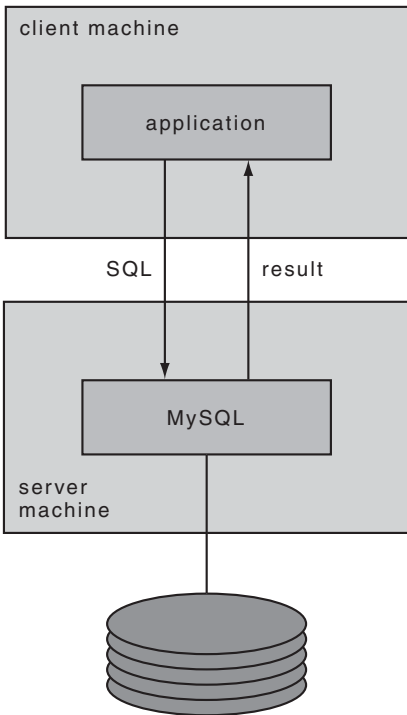 client machine
application
SQL
result
MySQL
server
machine